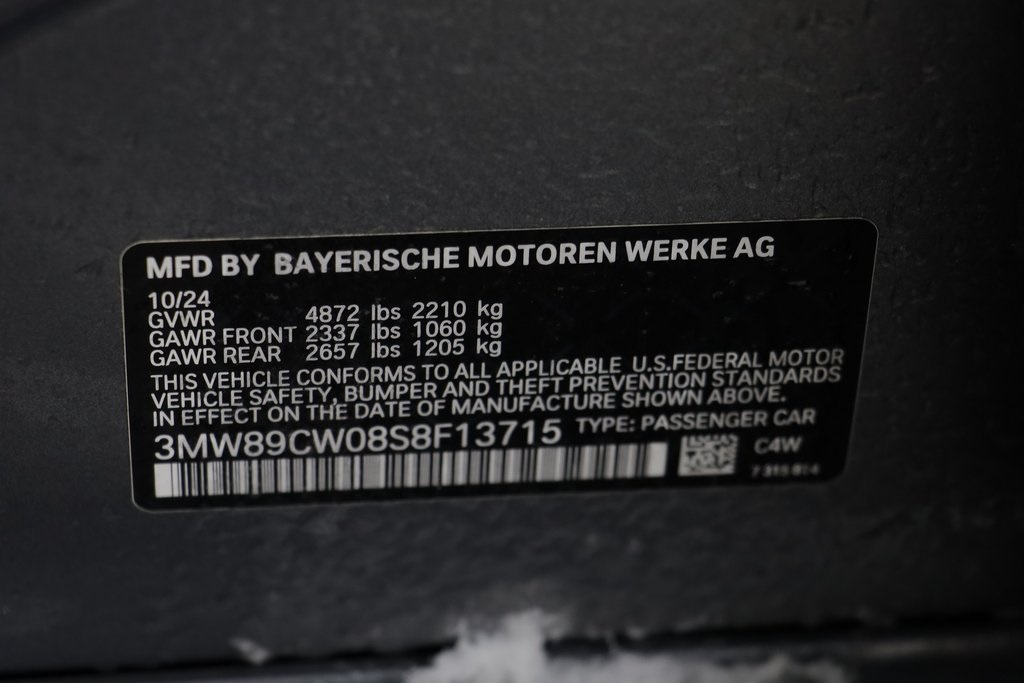 MFD BY BAYERISCHE MOTOREN WERKE AG
10/24
GVWR 4872 lbs 2210 kg
GAWR FRONT 2337 lbs 1060 kg
GAWR REAR 2657 lbs 1205 kg
THIS VEHICLE CONFORMS TO ALL APPLICABLE U.S.FEDERAL MOTOR
VEHICLE SAFETY, BUMPER AND THEFT PREVENTION STANDARDS
IN EFFECT ON THE DATE OF MANUFACTURE SHOWN ABOVE.
3MW89CW08S8F13715 TYPE: PASSENGER CAR
C4W